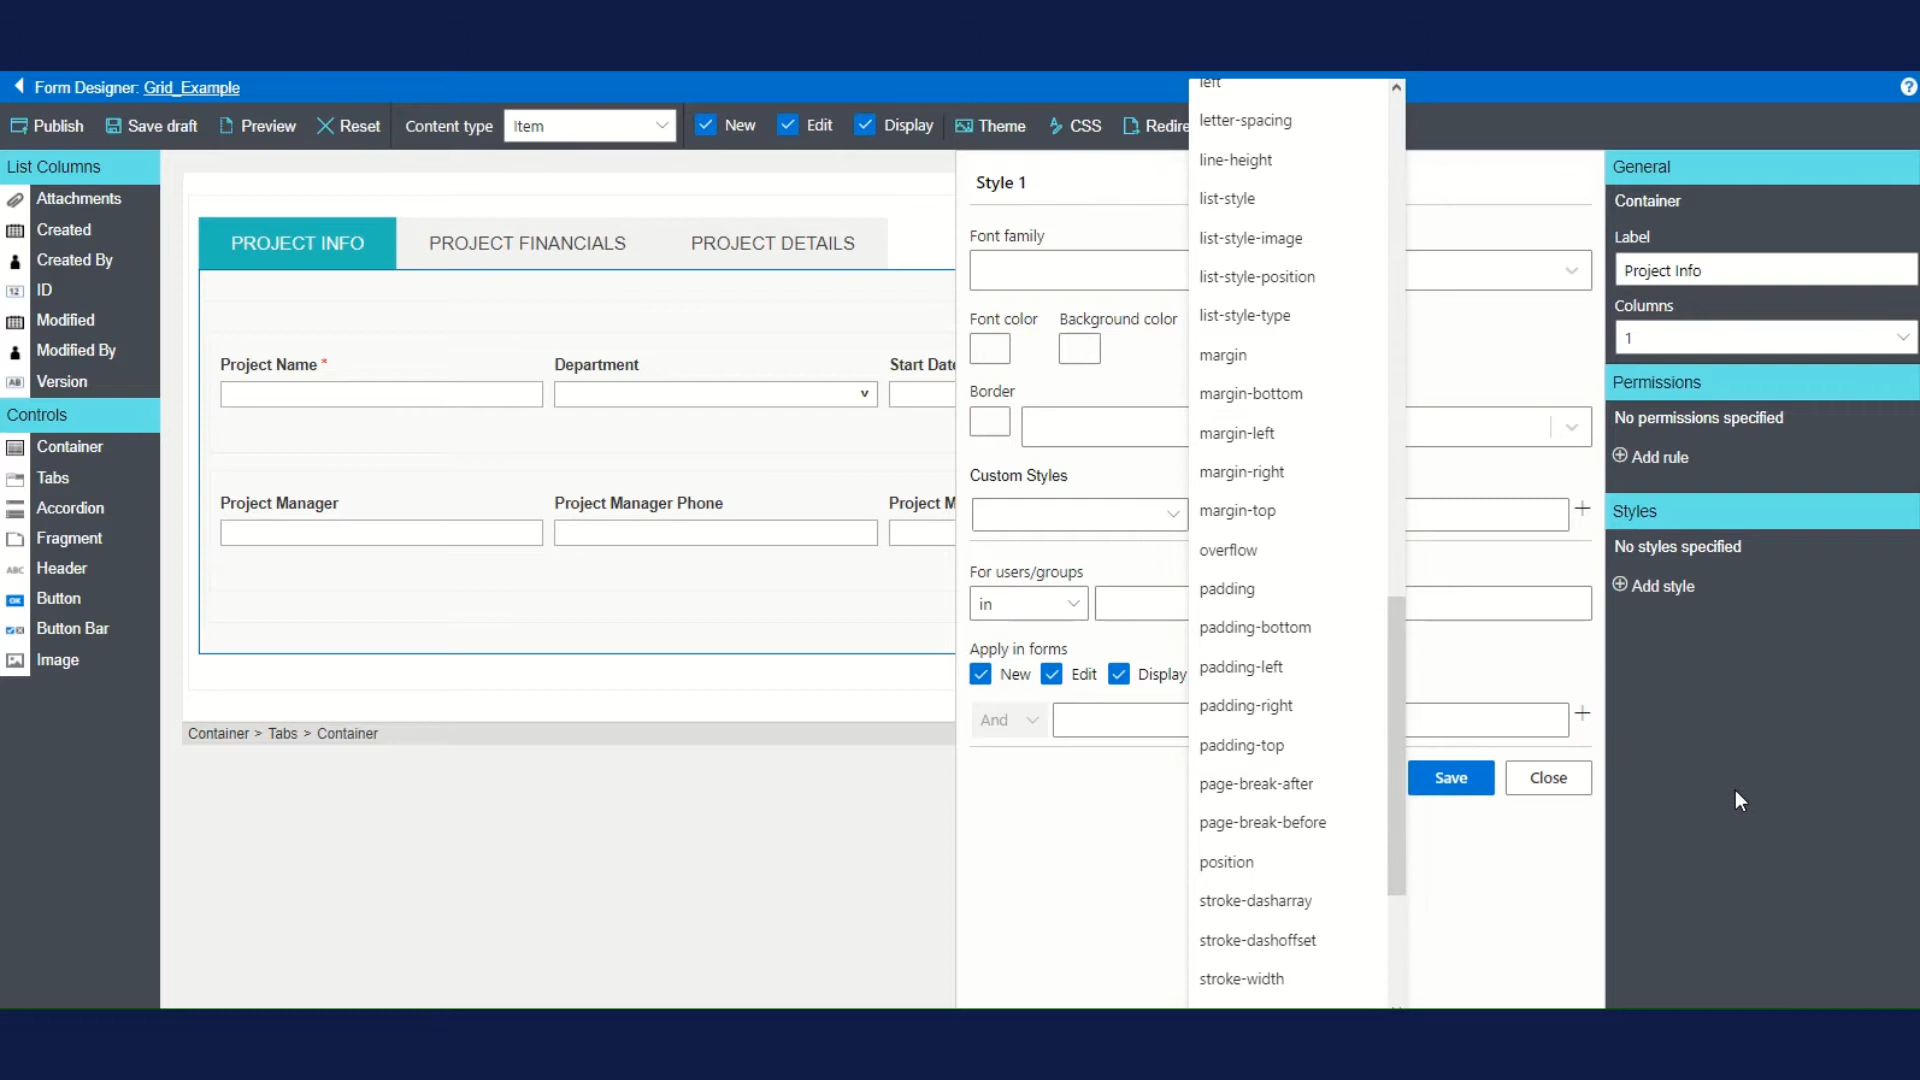 Form Designer: Grid_Example
?
Publish
Save draft
Preview
Reset
Content type
Item
New
Edit
Display
Theme
CSS
Redire
List Columns
Attachments
Created
Created By
12 ID
Modified
Modified By
AB Version
Controls
Container
Tabs
Accordion
Fragment
ABC Header
OK Button
Button Bar
Image
PROJECT INFO
PROJECT FINANCIALS
PROJECT DETAILS
Project Name *
Department
Start Date
Project Manager
Project Manager Phone
Project M
Container > Tabs > Container
Style 1
Font family
Font color
Background color
Border
Custom Styles
For users/groups
in
Apply in forms
New
Edit
Display
And
Save
Close
left
letter-spacing
line-height
list-style
list-style-image
list-style-position
list-style-type
margin
margin-bottom
margin-left
margin-right
margin-top
overflow
padding
padding-bottom
padding-left
padding-right
padding-top
page-break-after
page-break-before
position
stroke-dasharray
stroke-dashoffset
stroke-width
General
Container
Label
Project Info
Columns
1
Permissions
No permissions specified
Add rule
Styles
No styles specified
Add style